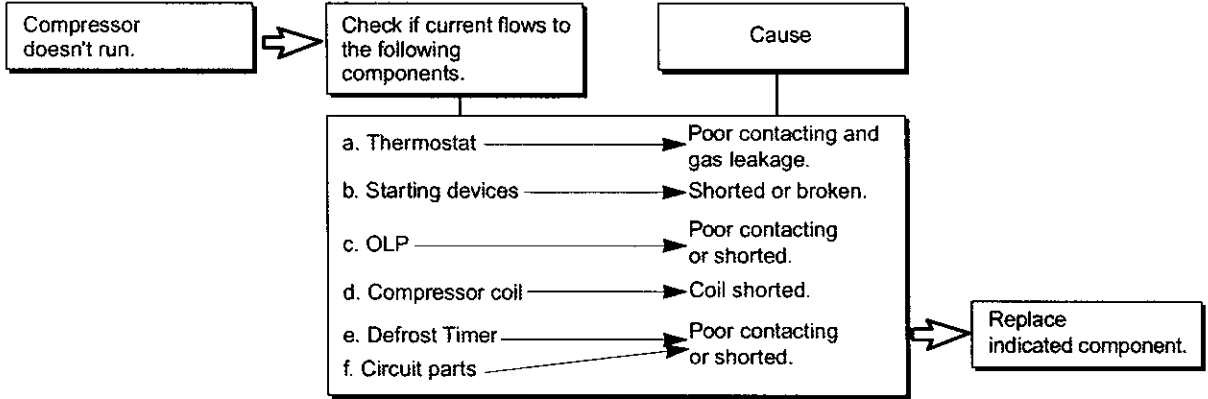 Compressor
doesn't run.
Check if current flows to
the following
components.
Cause
a. Thermostat
Poor contacting and
gas leakage.
b. Starting devices
Shorted or broken.
c. OLP
Poor contacting
or shorted.
d. Compressor coil
Coil shorted.
e. Defrost Timer
f. Circuit parts
Poor contacting
or shorted.
Replace
indicated component.